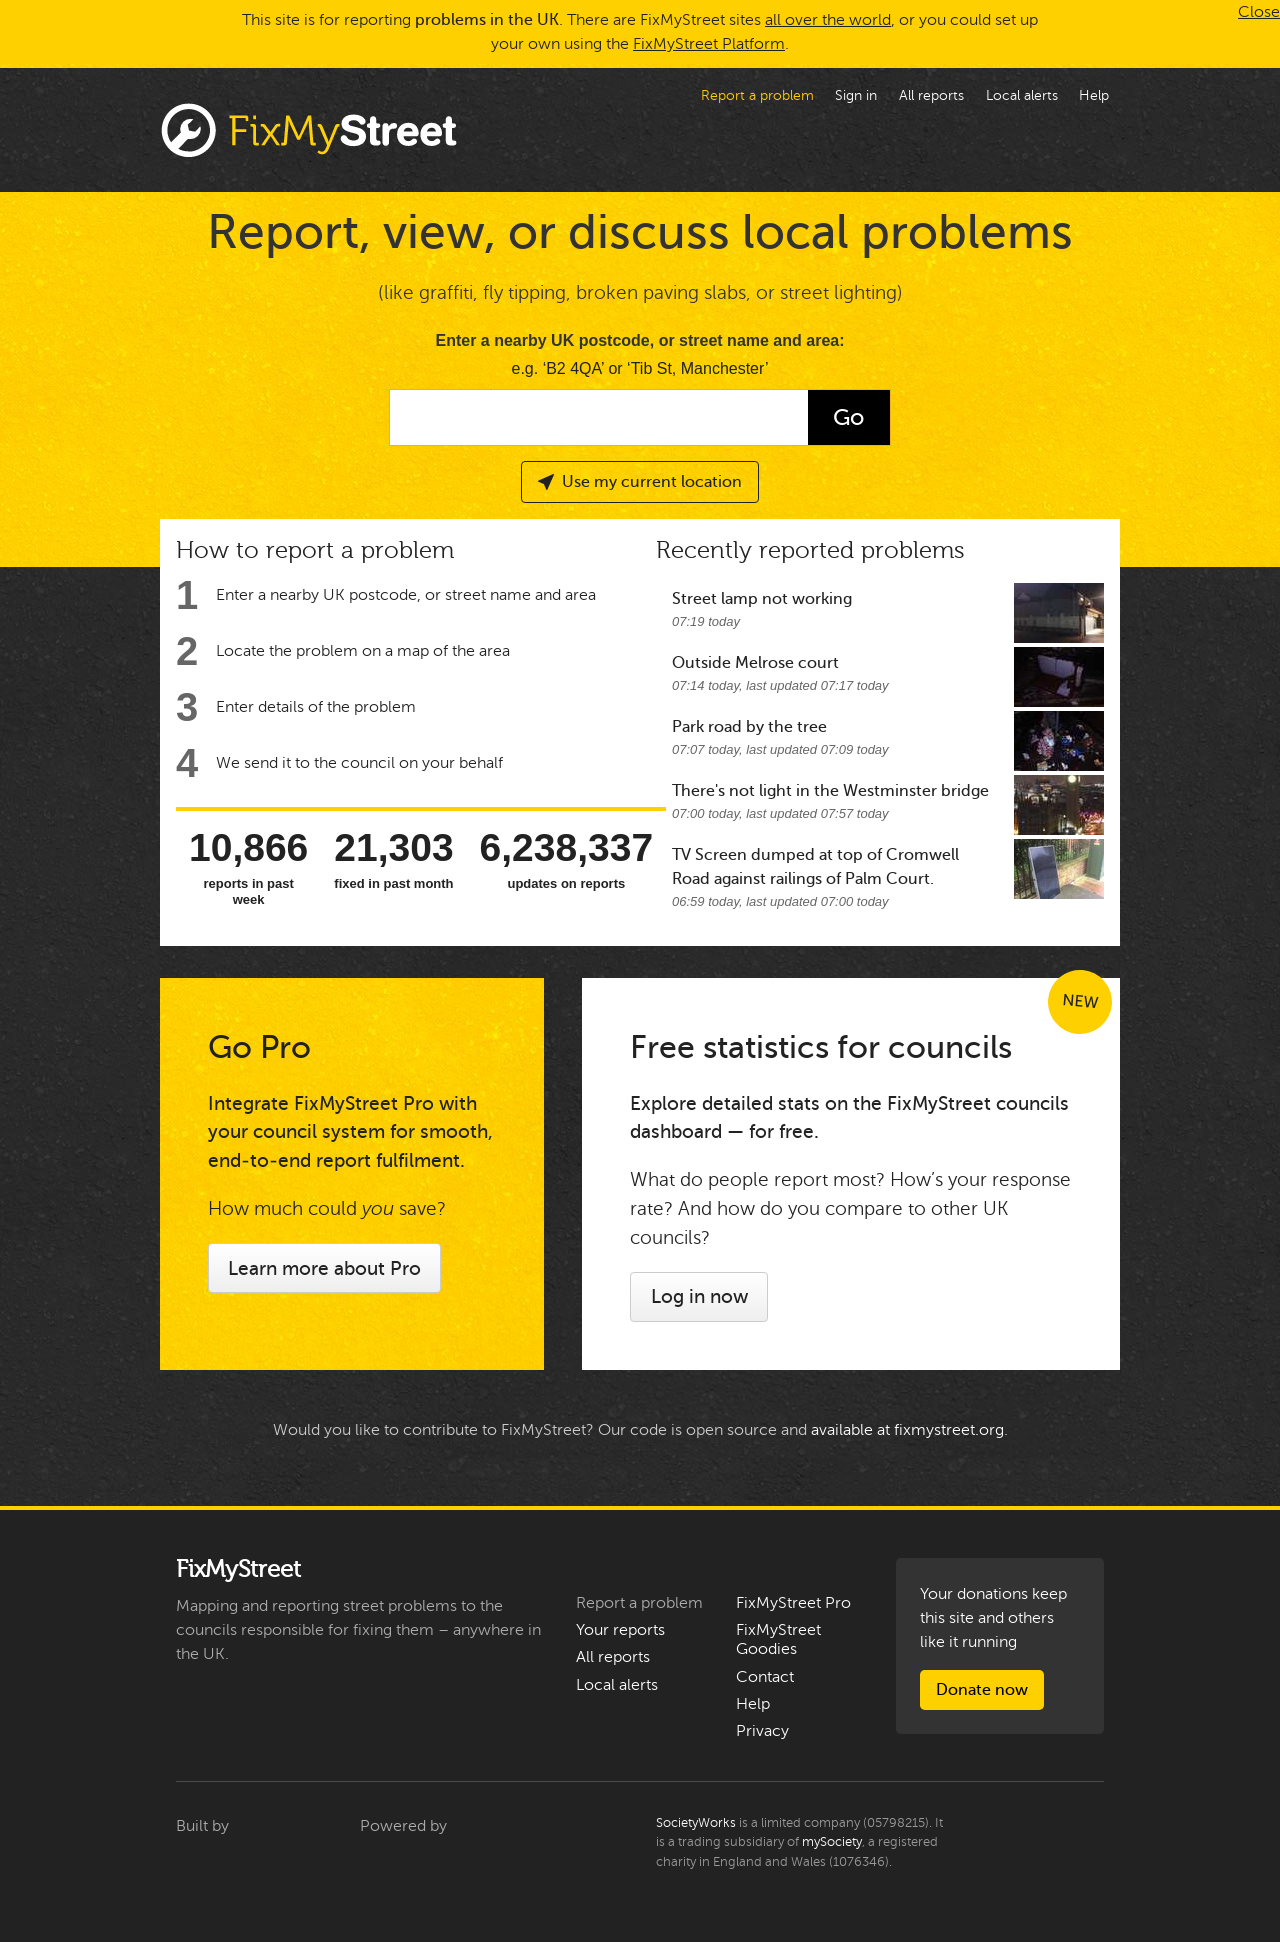 This site is for reporting problems in the UK. There are FixMyStreet sites all over the world, or you could set up
your own using the FixMyStreet Platform.
Close
Report a problem
Sign in
All reports
Local alerts
Help
FixMyStreet
Report, view, or discuss local problems
(like graffiti, fly tipping, broken paving slabs, or street lighting)
Enter a nearby UK postcode, or street name and area:
e.g. ‘B2 4QA’ or ‘Tib St, Manchester’
Go
Use my current location
How to report a problem
1 Enter a nearby UK postcode, or street name and area
2 Locate the problem on a map of the area
3 Enter details of the problem
4 We send it to the council on your behalf
10,866
reports in past
week
21,303
fixed in past month
6,238,337
updates on reports
Recently reported problems
Street lamp not working
07:19 today
Outside Melrose court
07:14 today, last updated 07:17 today
Park road by the tree
07:07 today, last updated 07:09 today
There's not light in the Westminster bridge
07:00 today, last updated 07:57 today
TV Screen dumped at top of Cromwell
Road against railings of Palm Court.
06:59 today, last updated 07:00 today
Go Pro
Integrate FixMyStreet Pro with
your council system for smooth,
end-to-end report fulfilment.
How much could you save?
Learn more about Pro
NEW
Free statistics for councils
Explore detailed stats on the FixMyStreet councils
dashboard — for free.
What do people report most? How’s your response
rate? And how do you compare to other UK
councils?
Log in now
Would you like to contribute to FixMyStreet? Our code is open source and available at fixmystreet.org.
FixMyStreet
Mapping and reporting street problems to the
councils responsible for fixing them – anywhere in
the UK.
Report a problem
Your reports
All reports
Local alerts
FixMyStreet Pro
FixMyStreet
Goodies
Contact
Help
Privacy
Your donations keep
this site and others
like it running
Donate now
Built by
Powered by
SocietyWorks is a limited company (05798215). It
is a trading subsidiary of mySociety, a registered
charity in England and Wales (1076346).